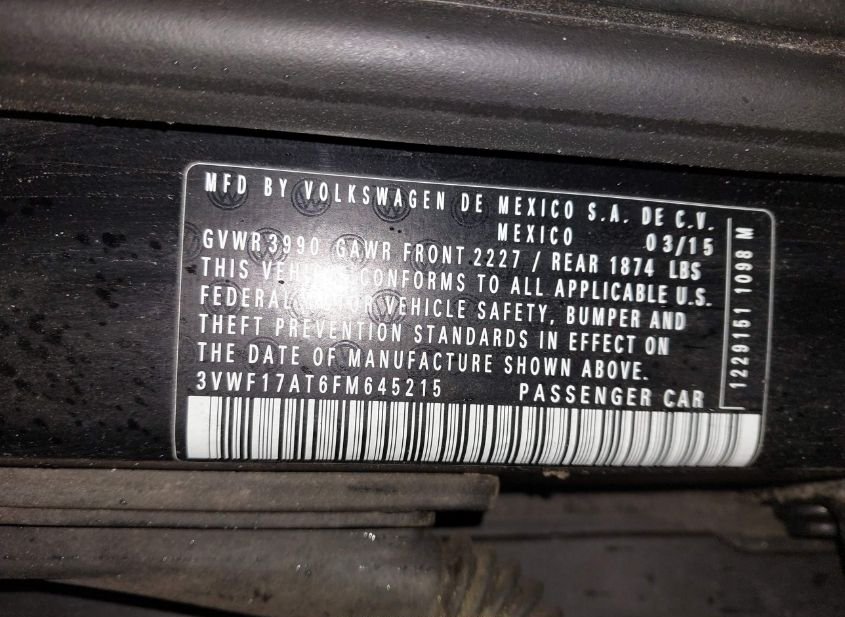 MFD BY VOLKSWAGEN DE MEXICO S.A. DE C.V.
MEXICO 03/15
GVWR 3990 GAWR FRONT 2227 / REAR 1874 LBS
THIS VEHICLE CONFORMS TO ALL APPLICABLE U.S.
FEDERAL MOTOR VEHICLE SAFETY, BUMPER AND
THEFT PREVENTION STANDARDS IN EFFECT ON
THE DATE OF MANUFACTURE SHOWN ABOVE.
3VWF17AT6FM645215 PASSENGER CAR
1229151 1098 M